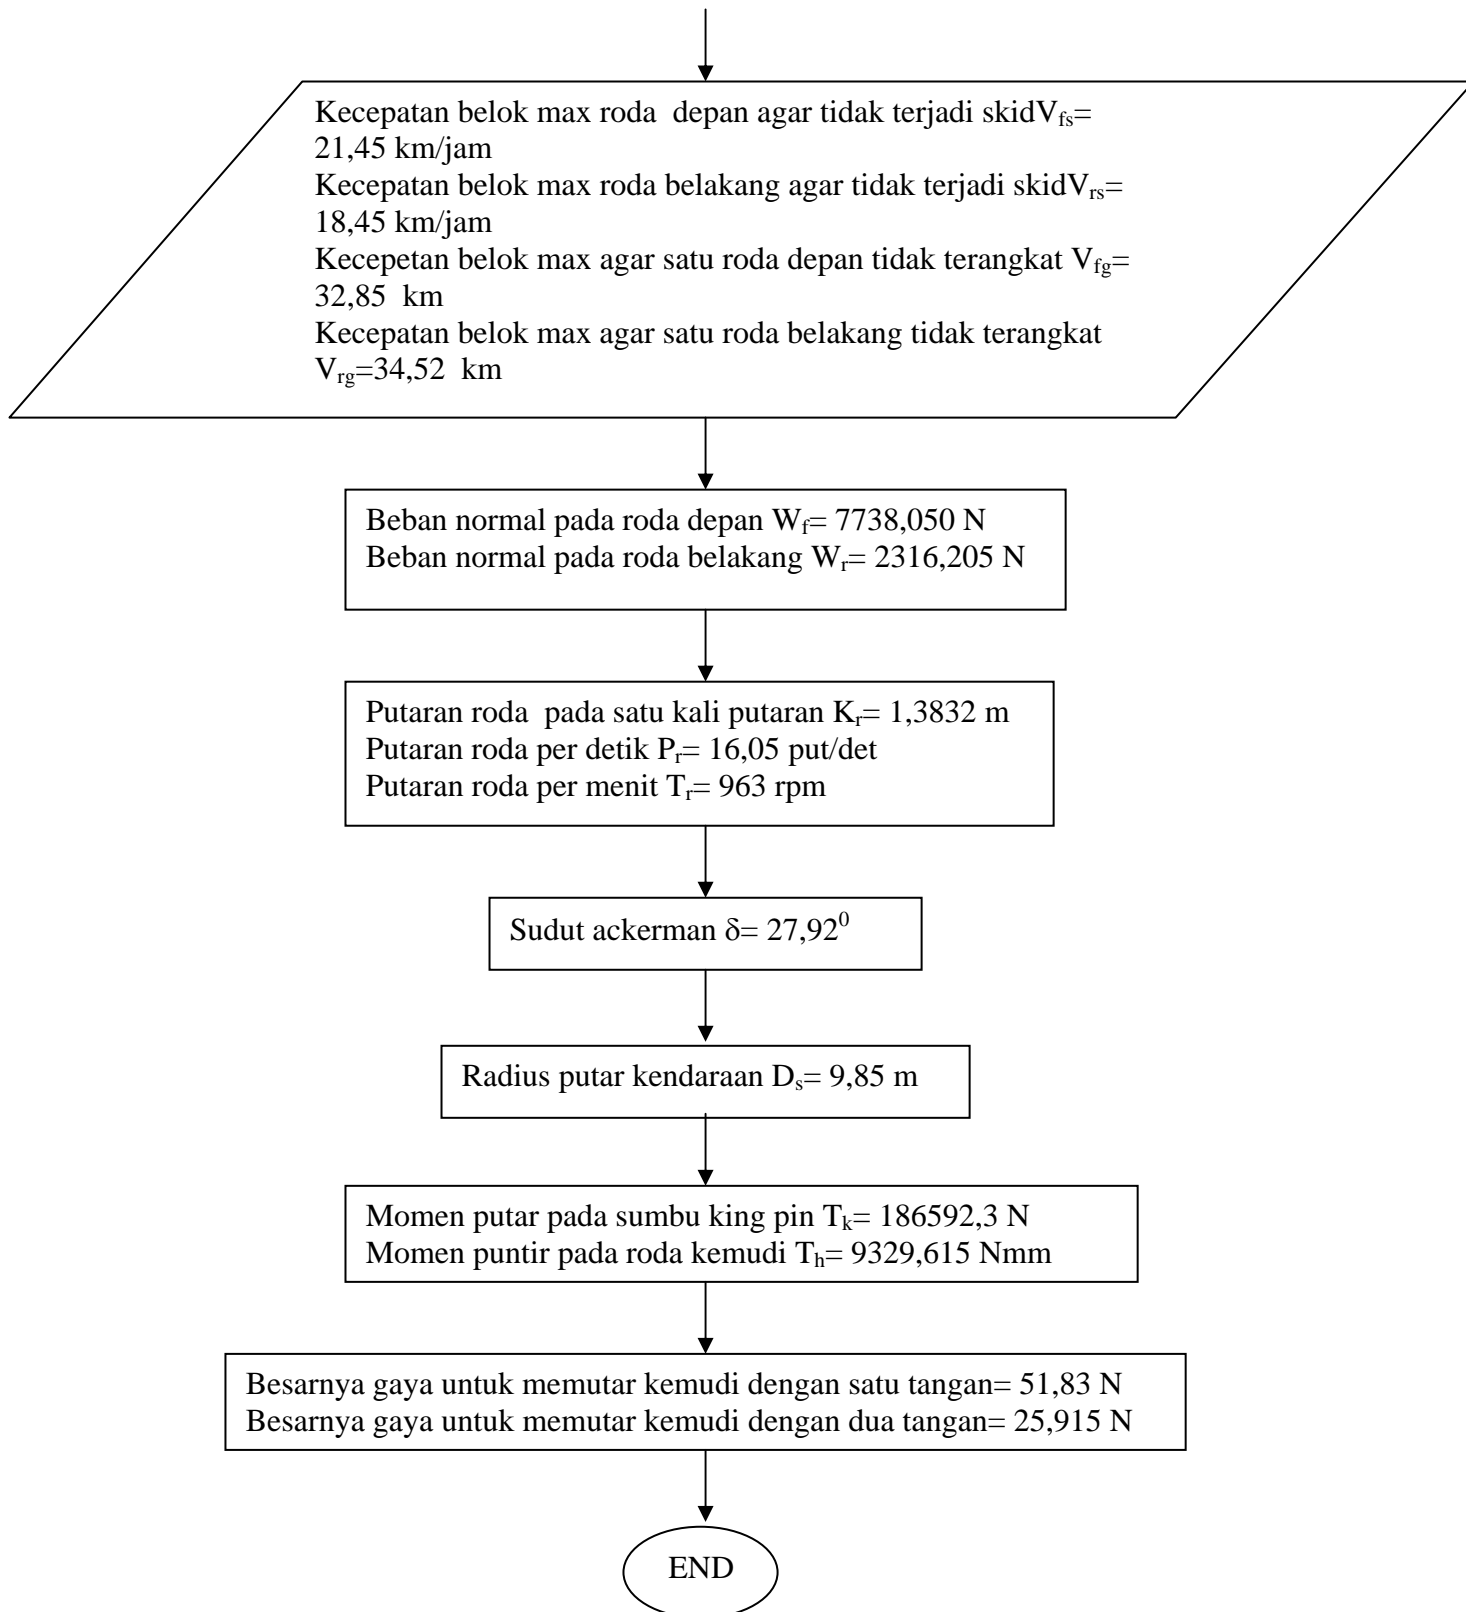 Kecepatan belok max roda  depan agar tidak terjadi skidV_fs=
21,45 km/jam
Kecepatan belok max roda belakang agar tidak terjadi skidV_rs=
18,45 km/jam
Kecepetan belok max agar satu roda depan tidak terangkat V_fg=
32,85  km
Kecepatan belok max agar satu roda belakang tidak terangkat
V_rg=34,52  km
Beban normal pada roda depan W_f= 7738,050 N
Beban normal pada roda belakang W_r= 2316,205 N
Putaran roda  pada satu kali putaran K_r= 1,3832 m
Putaran roda per detik P_r= 16,05 put/det
Putaran roda per menit T_r= 963 rpm
Sudut ackerman δ= 27,92⁰
Radius putar kendaraan D_s= 9,85 m
Momen putar pada sumbu king pin T_k= 186592,3 N
Momen puntir pada roda kemudi T_h= 9329,615 Nmm
Besarnya gaya untuk memutar kemudi dengan satu tangan= 51,83 N
Besarnya gaya untuk memutar kemudi dengan dua tangan= 25,915 N
END